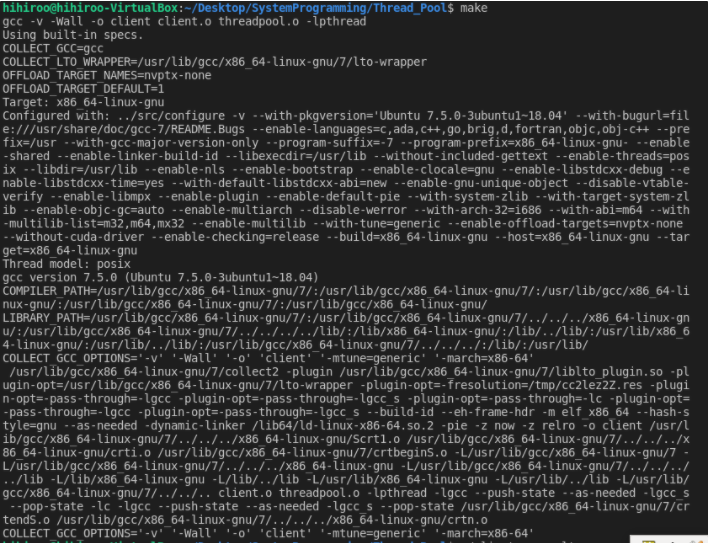 hihiroo@hihiroo-VirtualBox:~/Desktop/SystemProgramming/Thread_Pool$ make
gcc -v -Wall -o client client.o threadpool.o -lpthread
Using built-in specs.
COLLECT_GCC=gcc
COLLECT_LTO_WRAPPER=/usr/lib/gcc/x86_64-linux-gnu/7/lto-wrapper
OFFLOAD_TARGET_NAMES=nvptx-none
OFFLOAD_TARGET_DEFAULT=1
Target: x86_64-linux-gnu
Configured with: ../src/configure -v --with-pkgversion='Ubuntu 7.5.0-3ubuntu1~18.04' --with-bugurl=fil
e:///usr/share/doc/gcc-7/README.Bugs --enable-languages=c,ada,c++,go,brig,d,fortran,objc,obj-c++ --pre
fix=/usr --with-gcc-major-version-only --program-suffix=-7 --program-prefix=x86_64-linux-gnu- --enable
-shared --enable-linker-build-id --libexecdir=/usr/lib --without-included-gettext --enable-threads=pos
ix --libdir=/usr/lib --enable-nls --enable-bootstrap --enable-clocale=gnu --enable-libstdcxx-debug --e
nable-libstdcxx-time=yes --with-default-libstdcxx-abi=new --enable-gnu-unique-object --disable-vtable-
verify --enable-libmpx --enable-plugin --enable-default-pie --with-system-zlib --with-target-system-zl
ib --enable-objc-gc=auto --enable-multiarch --disable-werror --with-arch-32=i686 --with-abi=m64 --with
-multilib-list=m32,m64,mx32 --enable-multilib --with-tune=generic --enable-offload-targets=nvptx-none
--without-cuda-driver --enable-checking=release --build=x86_64-linux-gnu --host=x86_64-linux-gnu --tar
get=x86_64-linux-gnu
Thread model: posix
gcc version 7.5.0 (Ubuntu 7.5.0-3ubuntu1~18.04)
COMPILER_PATH=/usr/lib/gcc/x86_64-linux-gnu/7/:/usr/lib/gcc/x86_64-linux-gnu/7/:/usr/lib/gcc/x86_64-li
nux-gnu/:/usr/lib/gcc/x86_64-linux-gnu/7/:/usr/lib/gcc/x86_64-linux-gnu/
LIBRARY_PATH=/usr/lib/gcc/x86_64-linux-gnu/7/:/usr/lib/gcc/x86_64-linux-gnu/7/../../../x86_64-linux-gn
u/:/usr/lib/gcc/x86_64-linux-gnu/7/../../../../lib/:/lib/x86_64-linux-gnu/:/lib/../lib/:/usr/lib/x86_6
4-linux-gnu/:/usr/lib/../lib/:/usr/lib/gcc/x86_64-linux-gnu/7/../../../:/lib/:/usr/lib/
COLLECT_GCC_OPTIONS='-v' '-Wall' '-o' 'client' '-mtune=generic' '-march=x86-64'
/usr/lib/gcc/x86_64-linux-gnu/7/collect2 -plugin /usr/lib/gcc/x86_64-linux-gnu/7/liblto_plugin.so -pl
ugin-opt=/usr/lib/gcc/x86_64-linux-gnu/7/lto-wrapper -plugin-opt=-fresolution=/tmp/cc2lez2Z.res -plugi
n-opt=-pass-through=-lgcc -plugin-opt=-pass-through=-lgcc_s -plugin-opt=-pass-through=-lc -plugin-opt=
-pass-through=-lgcc -plugin-opt=-pass-through=-lgcc_s --build-id --eh-frame-hdr -m elf_x86_64 --hash-s
tyle=gnu --as-needed -dynamic-linker /lib64/ld-linux-x86-64.so.2 -pie -z now -z relro -o client /usr/l
ib/gcc/x86_64-linux-gnu/7/../../../x86_64-linux-gnu/Scrt1.o /usr/lib/gcc/x86_64-linux-gnu/7/../../../x
86_64-linux-gnu/crti.o /usr/lib/gcc/x86_64-linux-gnu/7/crtbeginS.o -L/usr/lib/gcc/x86_64-linux-gnu/7 -
L/usr/lib/gcc/x86_64-linux-gnu/7/../../../x86_64-linux-gnu -L/usr/lib/gcc/x86_64-linux-gnu/7/../../../
../lib -L/lib/x86_64-linux-gnu -L/lib/../lib -L/usr/lib/x86_64-linux-gnu -L/usr/lib/../lib -L/usr/lib/
gcc/x86_64-linux-gnu/7/../../.. client.o threadpool.o -lpthread -lgcc --push-state --as-needed -lgcc_s
--pop-state -lc -lgcc --push-state --as-needed -lgcc_s --pop-state /usr/lib/gcc/x86_64-linux-gnu/7/cr
tendS.o /usr/lib/gcc/x86_64-linux-gnu/7/../../../x86_64-linux-gnu/crtn.o
COLLECT_GCC_OPTIONS='-v' '-Wall' '-o' 'client' '-mtune=generic' '-march=x86-64'